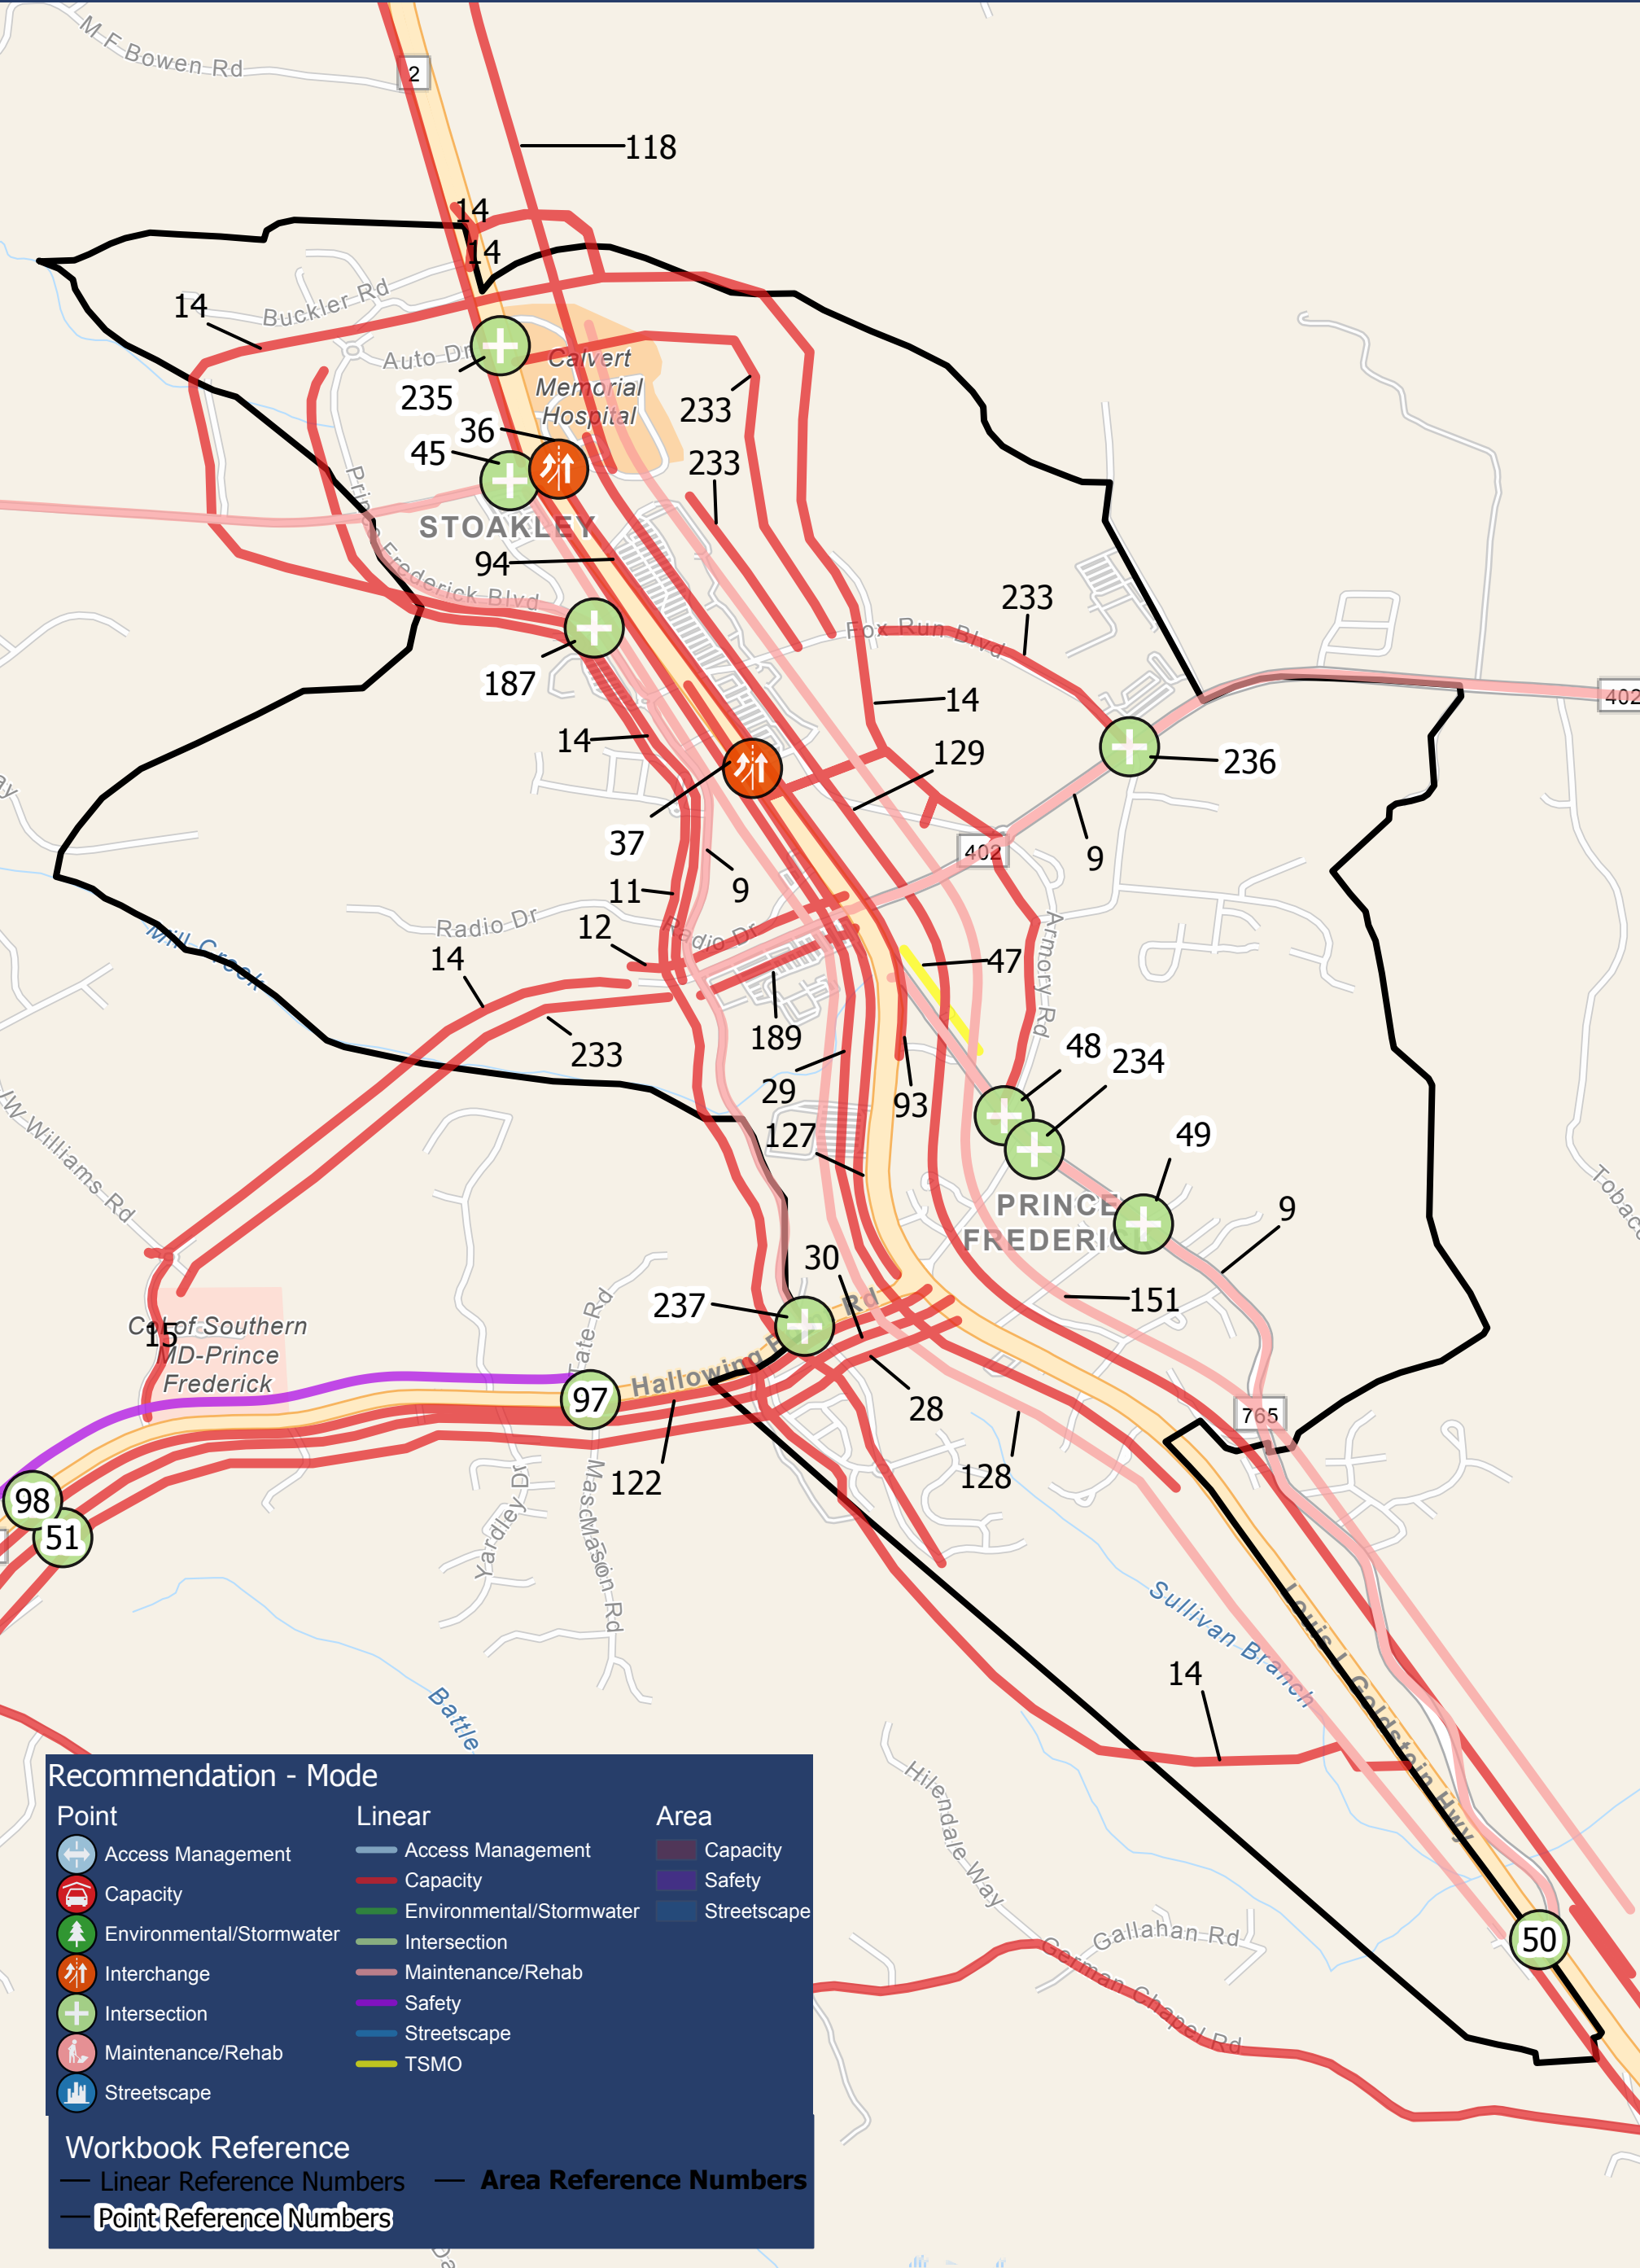 M F Bowen Rd
2
118
14
14
14
Buckler Rd
Auto Dr
Calvert
Memorial
Hospital
235
233
36
45
233
STOAKLEY
94
Prince Frederick Blvd
233
Fox Run Blvd
187
402
14
14
129
236
37
402
9
11
9
Radio Dr
Radio Dr
12
14
Mill Creek
47
Armory Rd
189
233
48
234
29
93
127
49
W Williams Rd
PRINCE
FREDERICK
9
Tobac
30
151
237
Col of Southern
MD-Prince
Frederick
15
Tate Rd
Hallowing
Rd
97
28
765
122
128
98
51
Yardley Dr
Mason Rd
Sullivan Branch
Louis L Goldstein Hwy
14
Battle
Hilendale Way
Gallahan Rd
German Chapel Rd
50
Recommendation - Mode
Point
Linear
Area
Access Management
Access Management
Capacity
Capacity
Capacity
Safety
Environmental/Stormwater
Environmental/Stormwater
Streetscape
Interchange
Intersection
Intersection
Maintenance/Rehab
Maintenance/Rehab
Safety
Streetscape
Streetscape
TSMO
Workbook Reference
Linear Reference Numbers
Area Reference Numbers
Point Reference Numbers